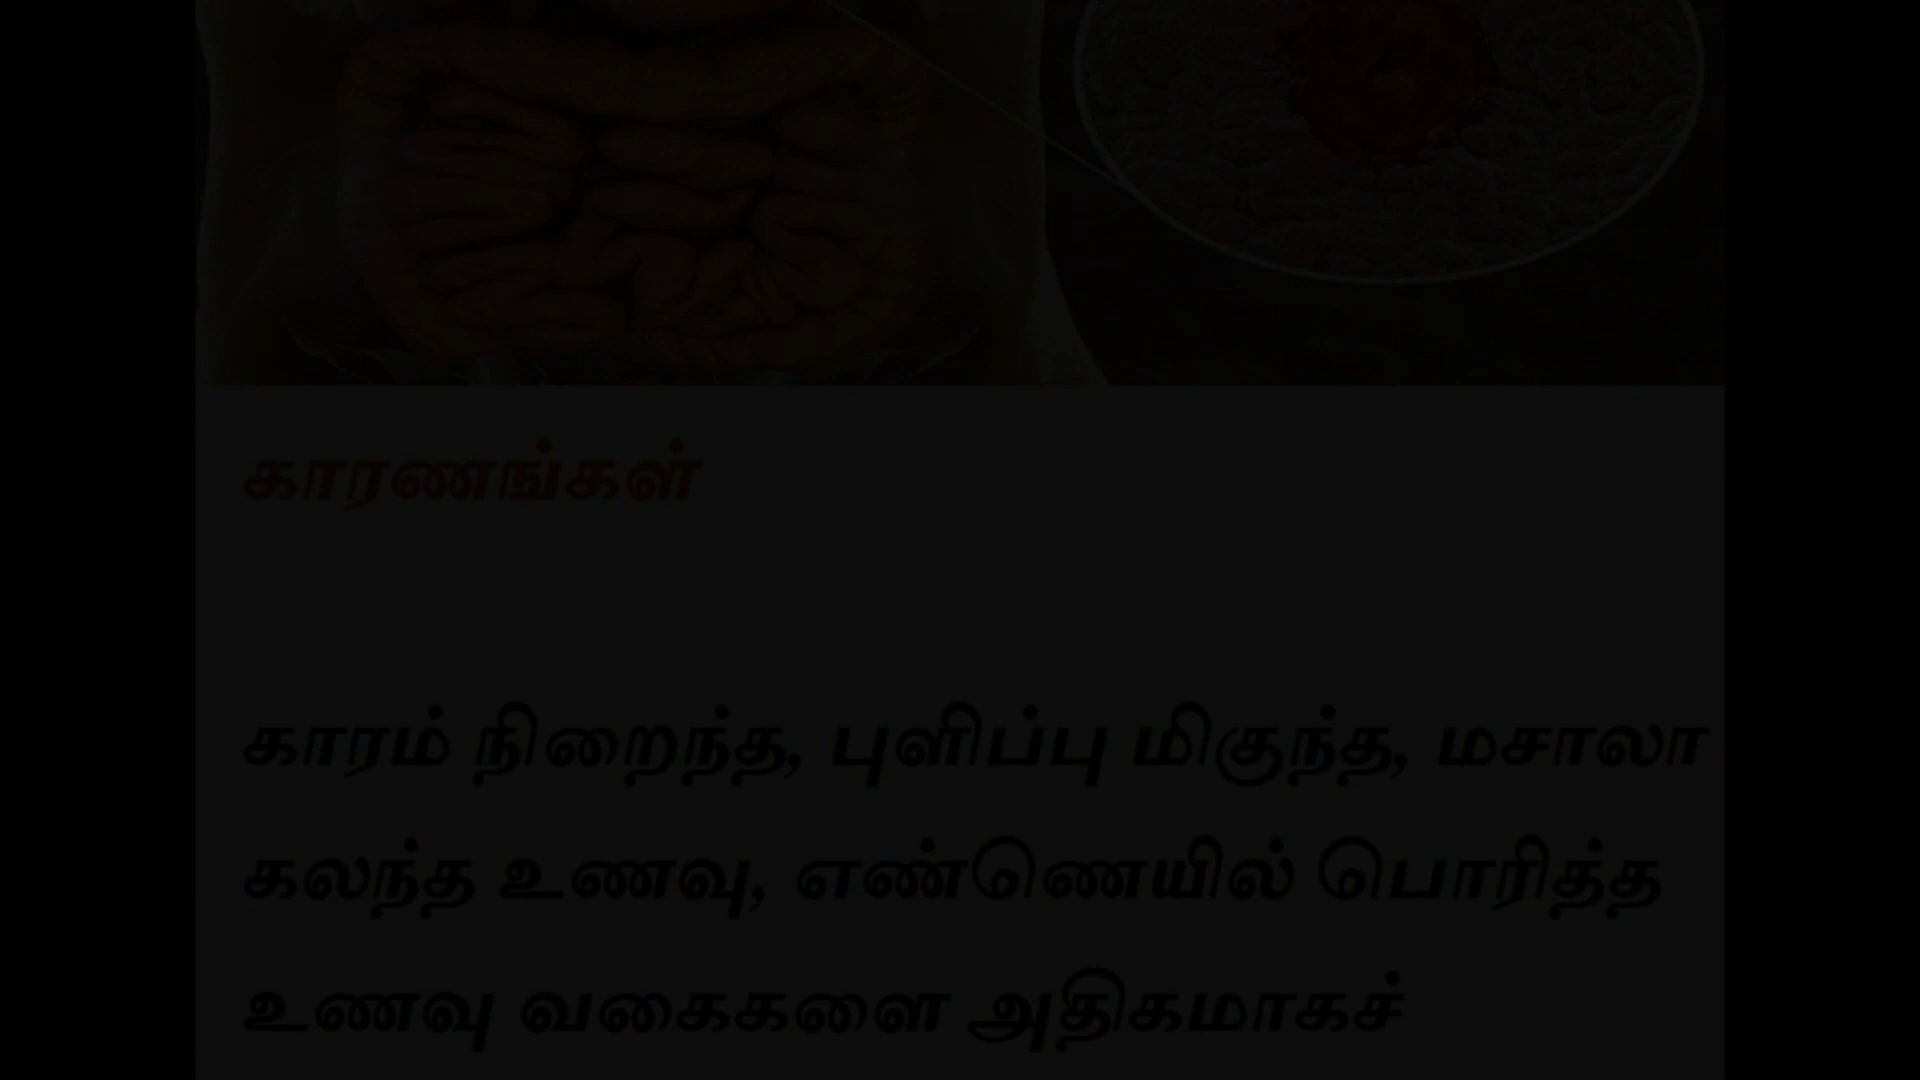 காரணங்கள்
காரம் நிறைந்த, புளிப்பு மிகுந்த, மசாலா
கலந்த உணவு, எண்ணெயில் பொரித்த
உணவு வகைகளை அதிகமாகச்